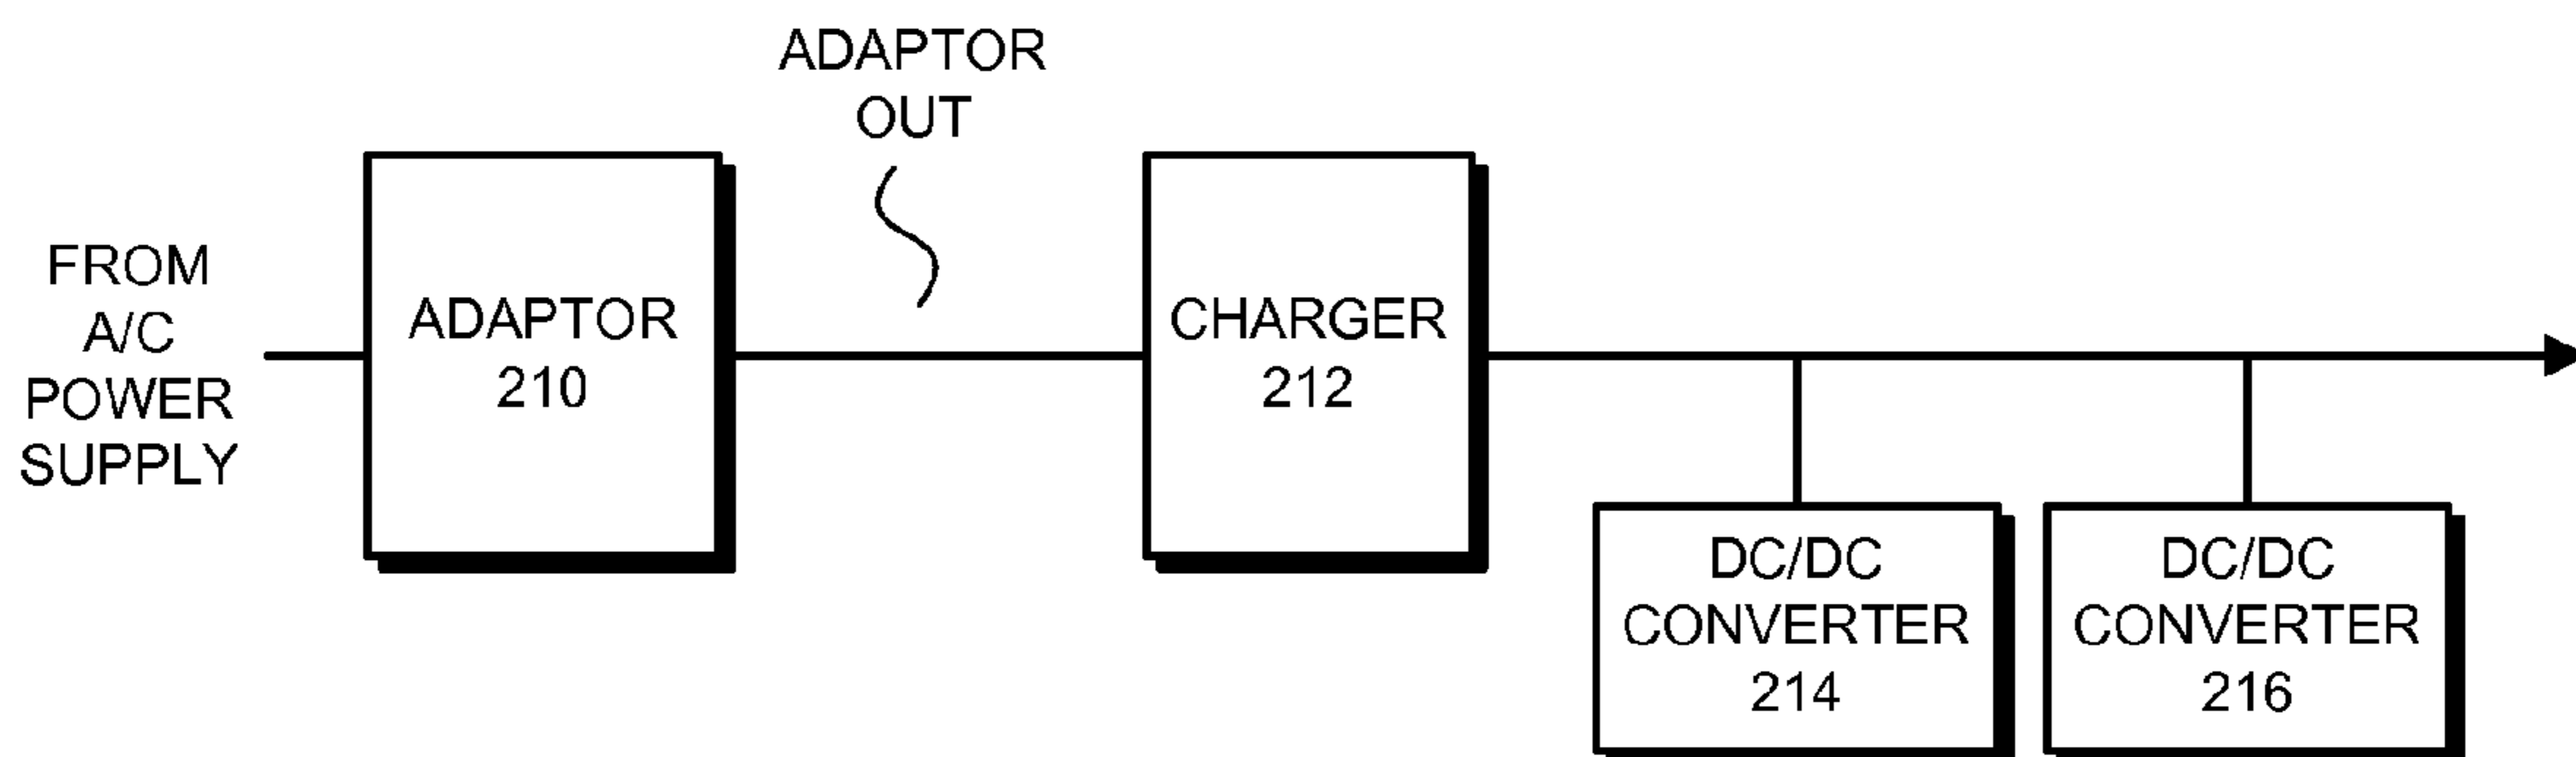 ADAPTOR
OUT
FROM
A/C
POWER
SUPPLY
ADAPTOR
210
CHARGER
212
DC/DC
CONVERTER
214
DC/DC
CONVERTER
216